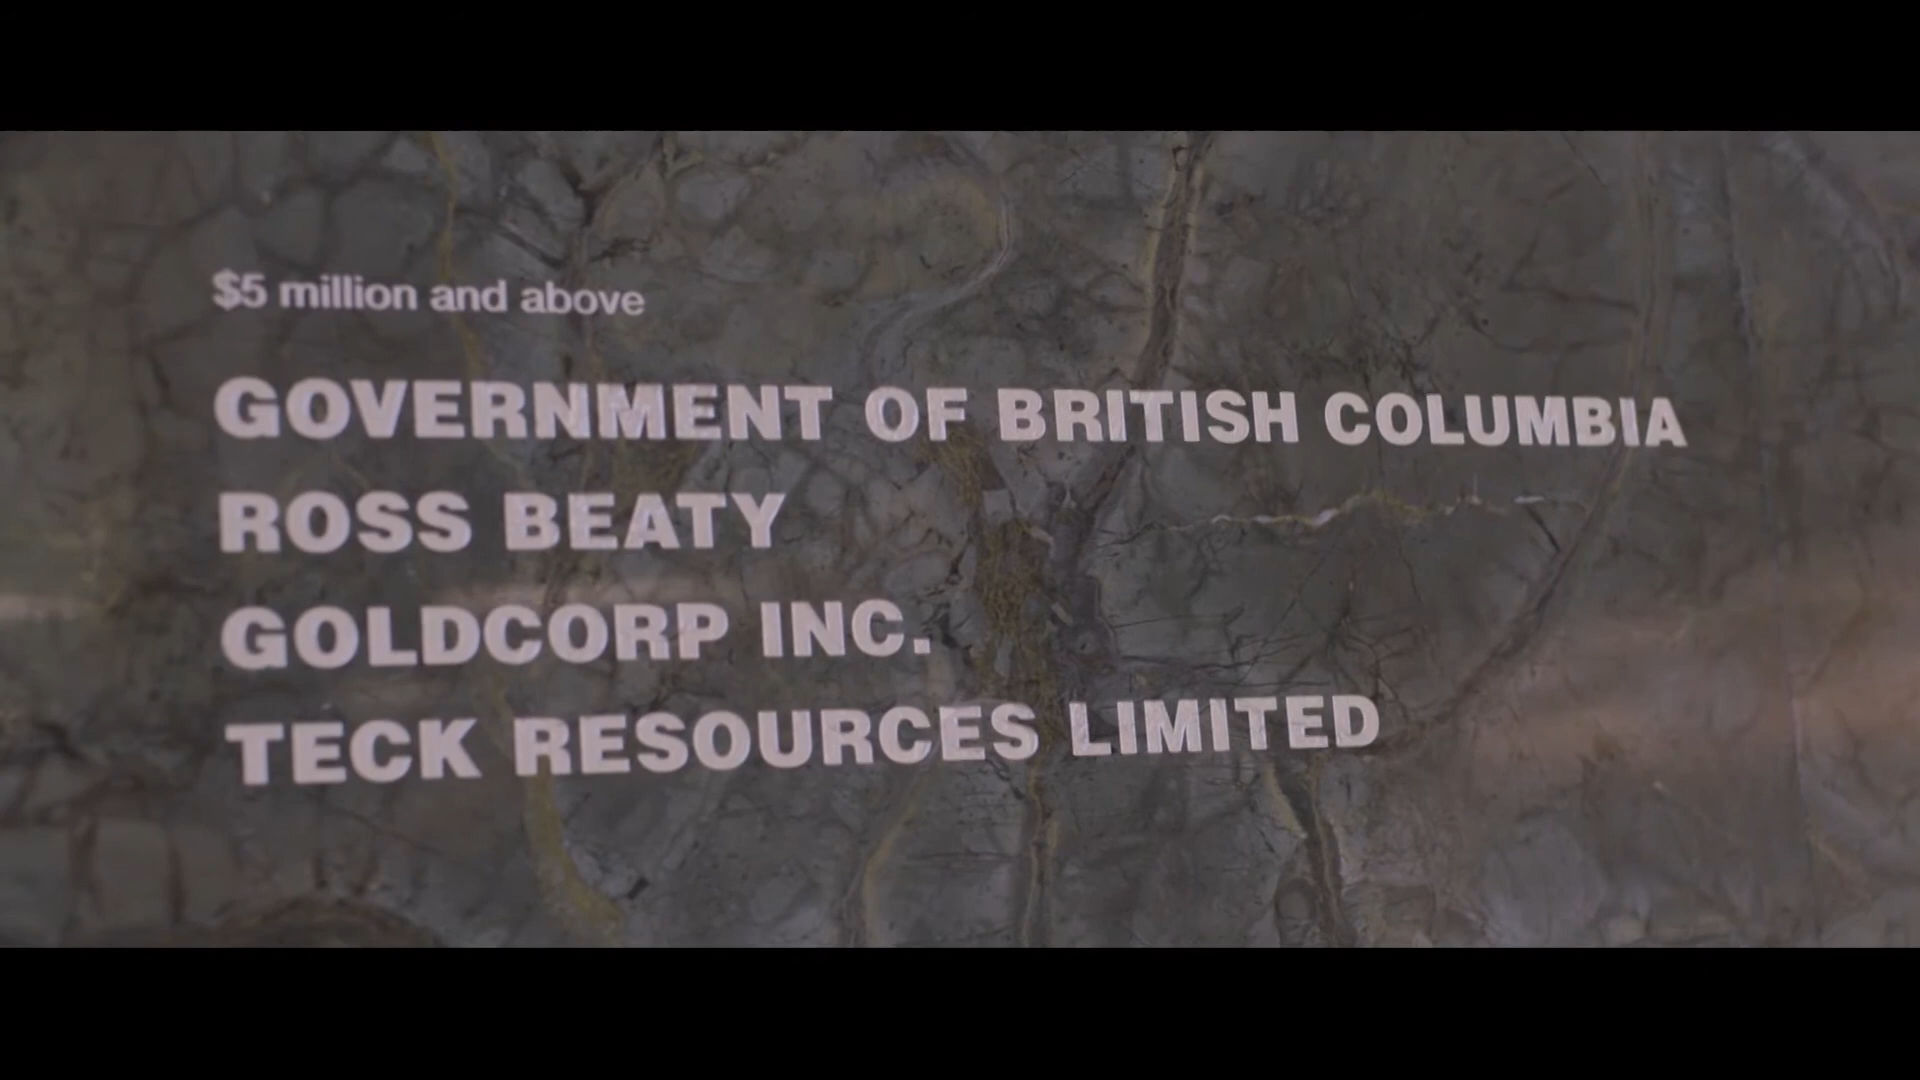 $5 million and above
GOVERNMENT OF BRITISH COLUMBIA
ROSS BEATY
GOLDCORP INC.
TECK RESOURCES LIMITED